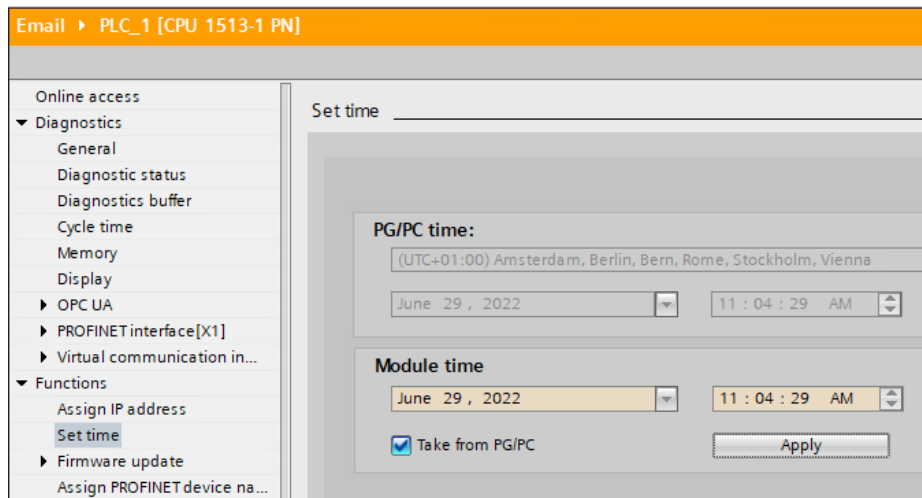 Email ▸ PLC_1 [CPU 1513-1 PN]
Online access
Diagnostics
General
Diagnostic status
Diagnostics buffer
Cycle time
Memory
Display
OPC UA
PROFINET interface[X1]
Virtual communication in...
Functions
Assign IP address
Set time
Firmware update
Assign PROFINET device na...
Set time
PG/PC time:
(UTC+01:00) Amsterdam, Berlin, Bern, Rome, Stockholm, Vienna
June 29 , 2022 11 : 04 : 29 AM
Module time
June 29 , 2022 11 : 04 : 29 AM
Take from PG/PC Apply